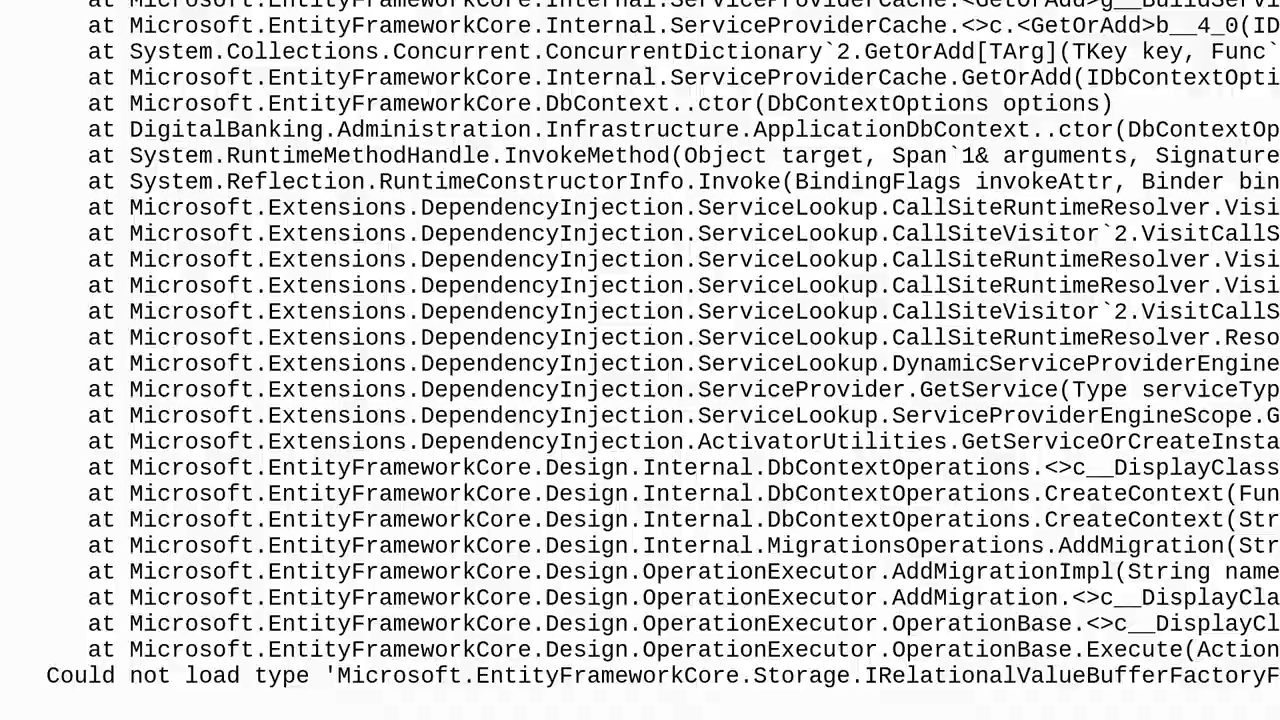 at Microsoft.EntityFrameworkCore.Internal.ServiceProviderCache.<GetOrAdd>g__BuildServi
at Microsoft.EntityFrameworkCore.Internal.ServiceProviderCache.<>c.<GetOrAdd>b__4_0(ID
at System.Collections.Concurrent.ConcurrentDictionary`2.GetOrAdd[TArg](TKey key, Func`
at Microsoft.EntityFrameworkCore.Internal.ServiceProviderCache.GetOrAdd(IDbContextOpti
at Microsoft.EntityFrameworkCore.DbContext..ctor(DbContextOptions options)
at DigitalBanking.Administration.Infrastructure.ApplicationDbContext..ctor(DbContextOp
at System.RuntimeMethodHandle.InvokeMethod(Object target, Span`1& arguments, Signature
at System.Reflection.RuntimeConstructorInfo.Invoke(BindingFlags invokeAttr, Binder bin
at Microsoft.Extensions.DependencyInjection.ServiceLookup.CallSiteRuntimeResolver.Visi
at Microsoft.Extensions.DependencyInjection.ServiceLookup.CallSiteVisitor`2.VisitCallS
at Microsoft.Extensions.DependencyInjection.ServiceLookup.CallSiteRuntimeResolver.Visi
at Microsoft.Extensions.DependencyInjection.ServiceLookup.CallSiteRuntimeResolver.Visi
at Microsoft.Extensions.DependencyInjection.ServiceLookup.CallSiteVisitor`2.VisitCallS
at Microsoft.Extensions.DependencyInjection.ServiceLookup.CallSiteRuntimeResolver.Reso
at Microsoft.Extensions.DependencyInjection.ServiceLookup.DynamicServiceProviderEngine
at Microsoft.Extensions.DependencyInjection.ServiceProvider.GetService(Type serviceTyp
at Microsoft.Extensions.DependencyInjection.ServiceLookup.ServiceProviderEngineScope.G
at Microsoft.Extensions.DependencyInjection.ActivatorUtilities.GetServiceOrCreateInsta
at Microsoft.EntityFrameworkCore.Design.Internal.DbContextOperations.<>c__DisplayClass
at Microsoft.EntityFrameworkCore.Design.Internal.DbContextOperations.CreateContext(Fun
at Microsoft.EntityFrameworkCore.Design.Internal.DbContextOperations.CreateContext(Str
at Microsoft.EntityFrameworkCore.Design.Internal.MigrationsOperations.AddMigration(Str
at Microsoft.EntityFrameworkCore.Design.OperationExecutor.AddMigrationImpl(String name
at Microsoft.EntityFrameworkCore.Design.OperationExecutor.AddMigration.<>c__DisplayCla
at Microsoft.EntityFrameworkCore.Design.OperationExecutor.OperationBase.<>c__DisplayCl
at Microsoft.EntityFrameworkCore.Design.OperationExecutor.OperationBase.Execute(Action
Could not load type 'Microsoft.EntityFrameworkCore.Storage.IRelationalValueBufferFactoryF